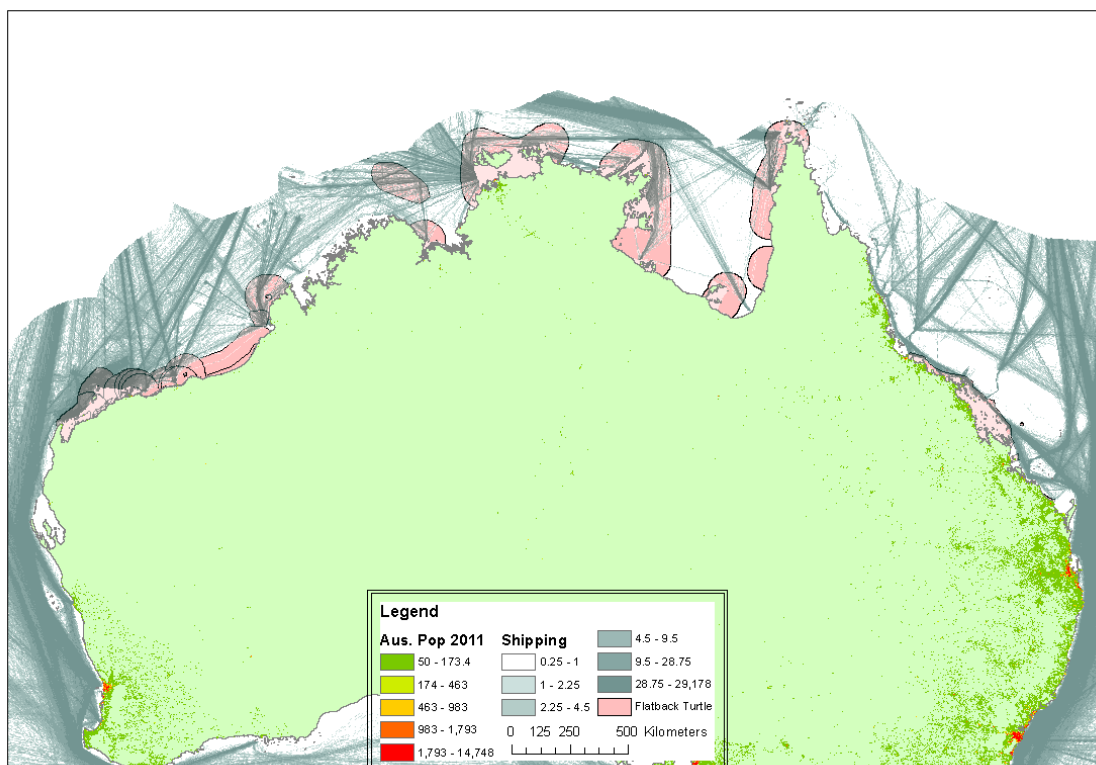 Legend
Aus. Pop 2011
50 - 173.4
174 - 463
463 - 983
983 - 1,793
1,793 - 14,748
Shipping
0.25 - 1
1 - 2.25
2.25 - 4.5
4.5 - 9.5
9.5 - 28.75
28.75 - 29,178
Flatback Turtle
0 125 250 500 Kilometers